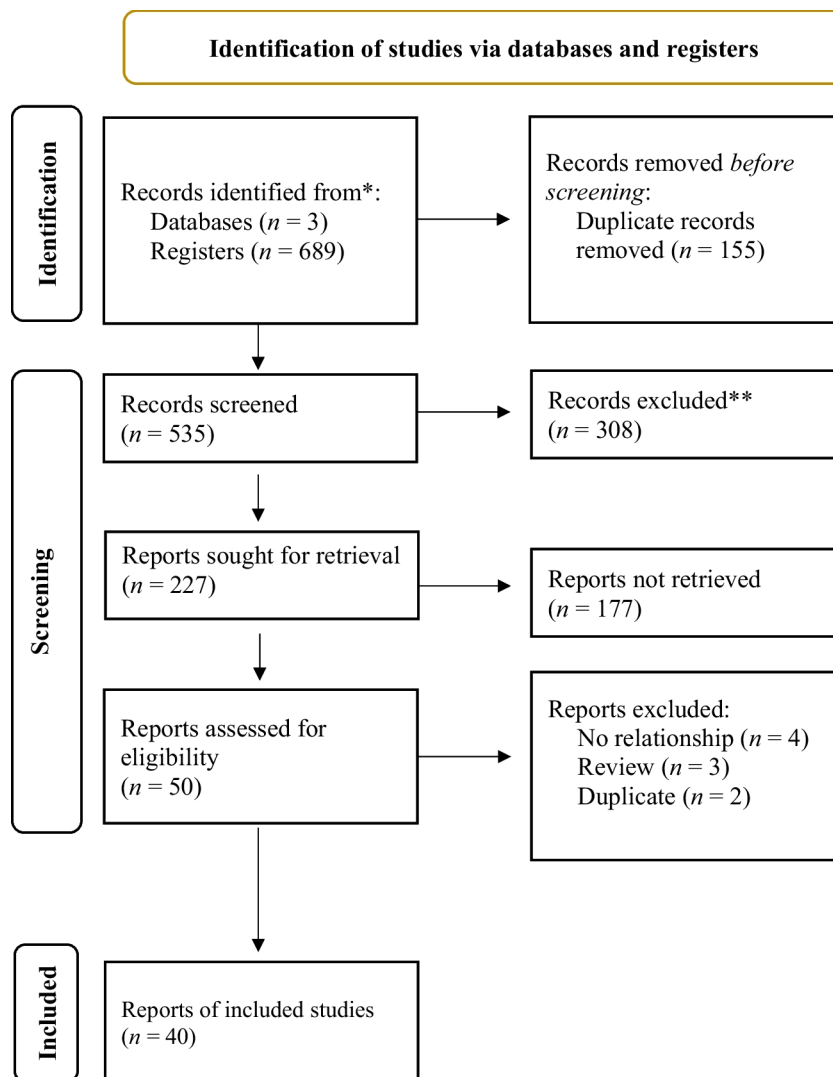 Identification of studies via databases and registers
Identification
Records identified from*:
Databases (n = 3)
Registers (n = 689)
Records removed before
screening:
Duplicate records
removed (n = 155)
Screening
Records screened
(n = 535)
Records excluded**
(n = 308)
Reports sought for retrieval
(n = 227)
Reports not retrieved
(n = 177)
Reports assessed for
eligibility
(n = 50)
Reports excluded:
No relationship (n = 4)
Review (n = 3)
Duplicate (n = 2)
Included
Reports of included studies
(n = 40)